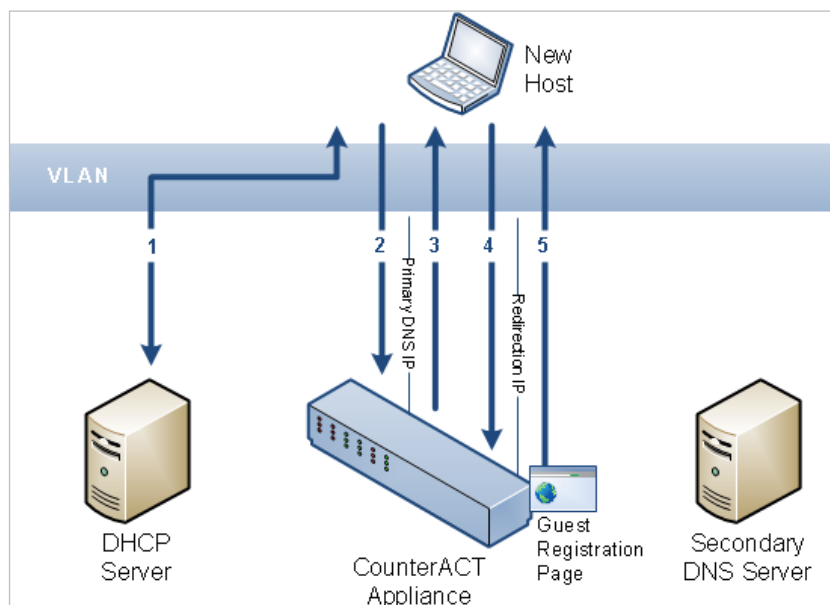 New
Host
VLAN
1
2
3
4
5
Primary DNS IP
Redirection IP
DHCP
Server
CounterACT
Appliance
Guest
Registration
Page
Secondary
DNS Server